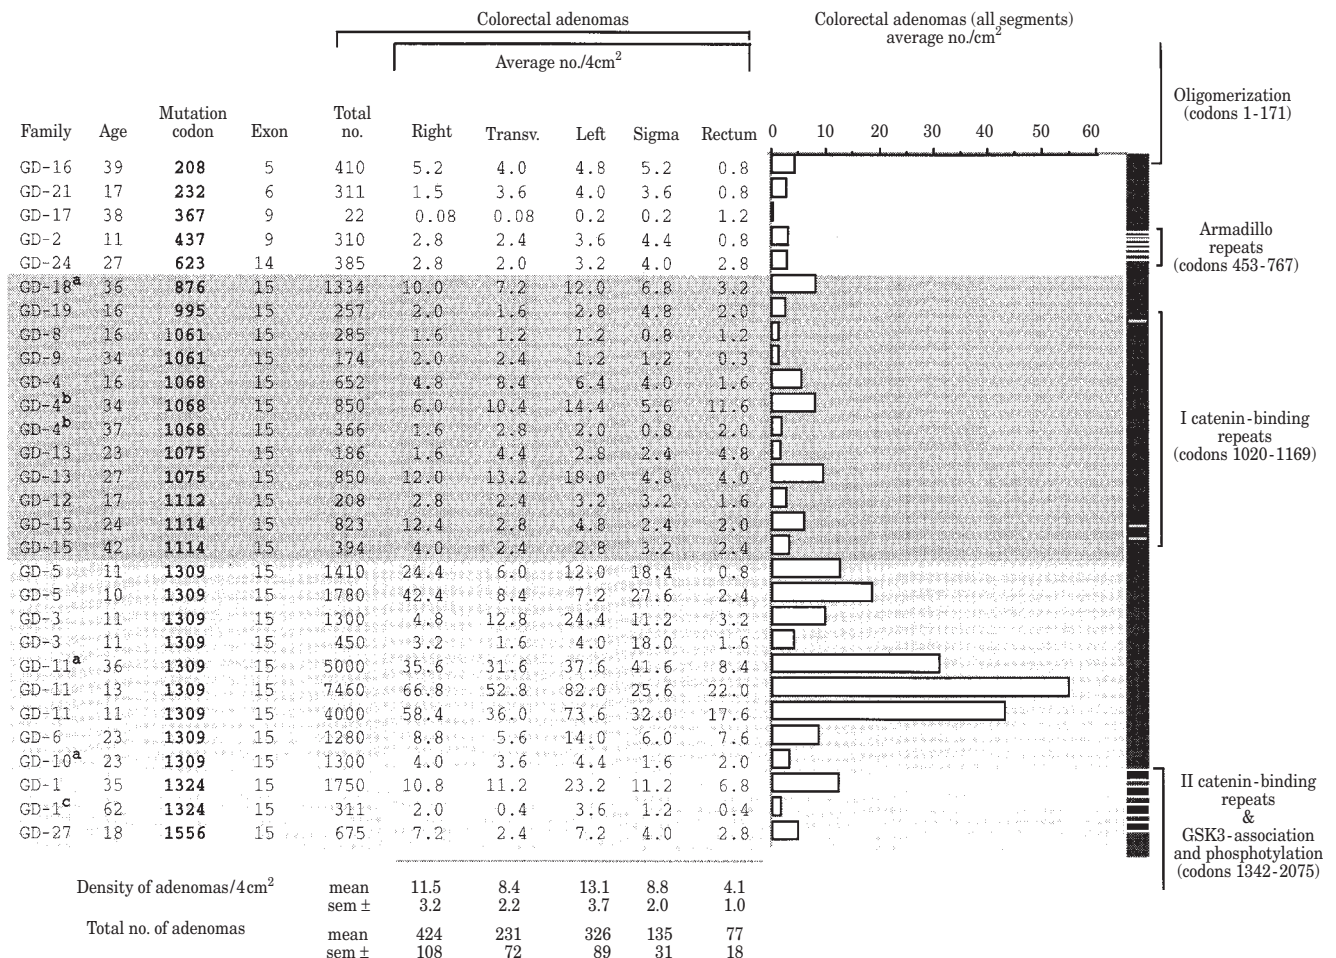 Colorectal adenomas
Colorectal adenomas (all segments)
average no./cm2
Average no./4cm2
Family Age Mutation codon Exon Total no. Right Transv. Left Sigma Rectum 0 10 20 30 40 50 60
GD-16 39 208 5 410 5.2 4.0 4.8 5.2 0.8
GD-21 17 232 6 311 1.5 3.6 4.0 3.6 0.8
GD-17 38 367 9 22 0.08 0.08 0.2 0.2 1.2
GD-2 11 437 9 310 2.8 2.4 3.6 4.4 0.8
GD-24 27 623 14 385 2.8 2.0 3.2 4.0 2.8
GD-18a 36 876 15 1334 10.0 7.2 12.0 6.8 3.2
GD-19 16 995 15 257 2.0 1.6 2.8 4.8 2.0
GD-8 16 1061 15 285 1.6 1.2 1.2 0.8 1.2
GD-9 34 1061 15 174 2.0 2.4 1.2 1.2 0.3
GD-4 16 1068 15 652 4.8 8.4 6.4 4.0 1.6
GD-4b 34 1068 15 850 6.0 10.4 14.4 5.6 11.6
GD-4b 37 1068 15 366 1.6 2.8 2.0 0.8 2.0
GD-13 23 1075 15 186 1.6 4.4 2.8 2.4 4.8
GD-13 27 1075 15 850 12.0 13.2 18.0 4.8 4.0
GD-12 17 1112 15 208 2.8 2.4 3.2 3.2 1.6
GD-15 24 1114 15 823 12.4 2.8 4.8 2.4 2.0
GD-15 42 1114 15 394 4.0 2.4 2.8 3.2 2.4
GD-5 11 1309 15 1410 24.4 6.0 12.0 18.4 0.8
GD-5 10 1309 15 1780 42.4 8.4 7.2 27.6 2.4
GD-3 11 1309 15 1300 4.8 12.8 24.4 11.2 3.2
GD-3 11 1309 15 450 3.2 1.6 4.0 18.0 1.6
GD-11a 36 1309 15 5000 35.6 31.6 37.6 41.6 8.4
GD-11 13 1309 15 7460 66.8 52.8 82.0 25.6 22.0
GD-11 11 1309 15 4000 58.4 36.0 73.6 32.0 17.6
GD-6 23 1309 15 1280 8.8 5.6 14.0 6.0 7.6
GD-10a 23 1309 15 1300 4.0 3.6 4.4 1.6 2.0
GD-1 35 1324 15 1750 10.8 11.2 23.2 11.2 6.8
GD-1c 62 1324 15 311 2.0 0.4 3.6 1.2 0.4
GD-27 18 1556 15 675 7.2 2.4 7.2 4.0 2.8
Density of adenomas/4cm2 mean 11.5 8.4 13.1 8.8 4.1
sem ± 3.2 2.2 3.7 2.0 1.0
Total no. of adenomas mean 424 231 326 135 77
sem ± 108 72 89 31 18
Oligomerization
(codons 1-171)
Armadillo
repeats
(codons 453-767)
I catenin-binding
repeats
(codons 1020-1169)
II catenin-binding
repeats
&
GSK3-association
and phosphotylation
(codons 1342-2075)